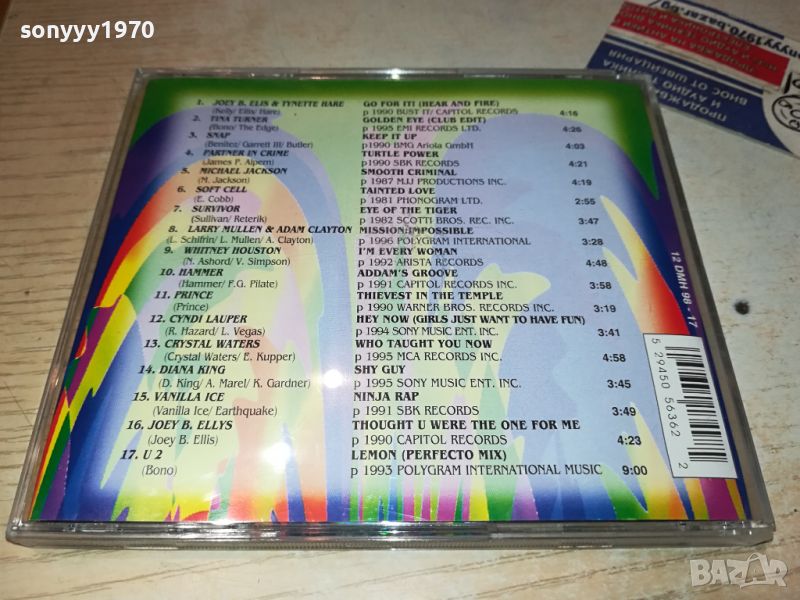 sonyyy1970
1. JOEY B. ELIS & TYNETTE HARE GO FOR IT! (HEAR AND FIRE)
(Kelly/ Elby Hare) p 1990 BUST IT/ CAPITOL RECORDS 4:16
2. TINA TURNER GOLDEN EYE (CLUB EDIT)
(Bono/ The Edge) p 1995 EMI RECORDS LTD. 4:26
3. SNAP KEEP IT UP
(Benitez/ Garrett III/ Butler) p1990 BMG Ariola GmbH 4:03
4. PARTNER IN CRIME TURTLE POWER
(James P. Alpern) p1990 SBK RECORDS 4:21
5. MICHAEL JACKSON SMOOTH CRIMINAL
(M. Jackson) p 1987 MJJ PRODUCTIONS INC. 4:19
6. SOFT CELL TAINTED LOVE
(E. Cobb) p 1981 PHONOGRAM LTD. 2:55
7. SURVIVOR EYE OF THE TIGER
(Sullivan/ Reterik) p 1982 SCOTTI BROS. REC. INC. 3:47
8. LARRY MULLEN & ADAM CLAYTON MISSION:IMPOSSIBLE
(L. Schifrin/ L. Mullen/ A. Clayton) p 1996 POLYGRAM INTERNATIONAL 3:28
9. WHITNEY HOUSTON I'M EVERY WOMAN
(N. Ashord/ V. Simpson) p 1992 ARISTA RECORDS 4:48
10. HAMMER ADDAM'S GROOVE
(Hammer/ F.G. Pilate) p 1991 CAPITOL RECORDS INC. 3:58
11. PRINCE THIEVEST IN THE TEMPLE
(Prince) p 1990 WARNER BROS. RECORDS INC. 3:19
12. CYNDI LAUPER HEY NOW (GIRLS JUST WANT TO HAVE FUN)
(R. Hazard/ L. Vegas) p 1994 SONY MUSIC ENT. INC. 3:41
13. CRYSTAL WATERS WHO TAUGHT YOU NOW
(Crystal Waters/ E. Kupper) p 1995 MCA RECORDS INC. 4:58
14. DIANA KING SHY GUY
(D. King/ A. Marel/ K. Gardner) p 1995 SONY MUSIC ENT. INC. 3:45
15. VANILLA ICE NINJA RAP
(Vanilla Ice/ Earthquake) p 1991 SBK RECORDS 3:49
16. JOEY B. ELLYS THOUGHT U WERE THE ONE FOR ME
(Joey B. Ellis) p 1990 CAPITOL RECORDS 4:23
17. U 2 LEMON (PERFECTO MIX)
(Bono) p 1993 POLYGRAM INTERNATIONAL MUSIC 9:00
12 DMH 98 - 17
5 29450 56362 2
ВНОС ОТ ШВЕЙЦАРИЯ
BAZAR